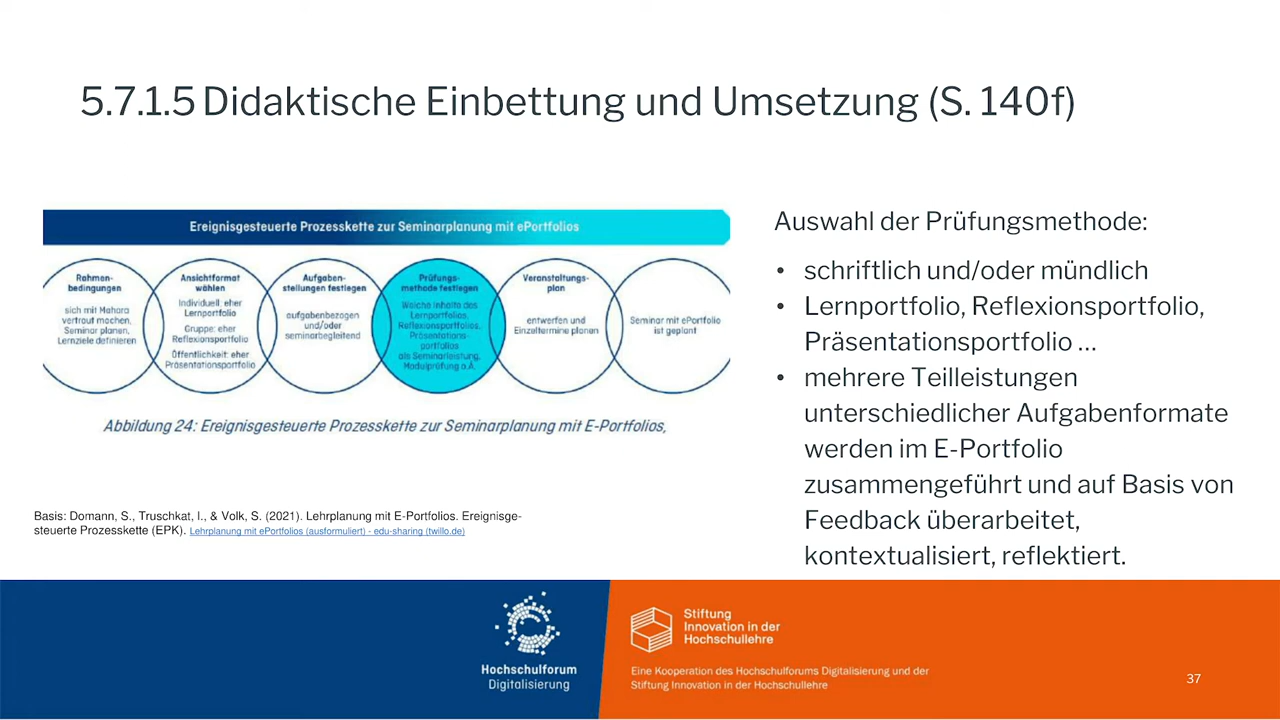 5.7.1.5 Didaktische Einbettung und Umsetzung (S. 140f)
Ereignisgesteuerte Prozesskette zur Seminarplanung mit ePortfolios
Rahmen-
bedingungen
sich mit Mahara
vertraut machen,
Seminar planen,
Lernziele definieren
Ansichtformat
wählen
Individuell: eher
Lernportfolio
Gruppe: eher
Reflexionsportfolio
Öffentlichkeit: eher
Präsentationsportfolio
Aufgaben-
stellungen festlegen
aufgabenbezogen
und/oder
seminarbegleitend
Prüfungs-
methode festlegen
Welche Inhalte des
Lernportfolios,
Reflexionsportfolios,
Präsentations-
portfolios
als Seminarleistung,
Modulprüfung o.Ä.
Veranstaltungs-
plan
entwerfen und
Einzeltermine planen
Seminar mit ePortfolio
ist geplant
Abbildung 24: Ereignisgesteuerte Prozesskette zur Seminarplanung mit E-Portfolios,
Basis: Domann, S., Truschkat, I., & Volk, S. (2021). Lehrplanung mit E-Portfolios. Ereignisge-
steuerte Prozesskette (EPK). Lehrplanung mit ePortfolios (ausformuliert) - edu-sharing (twillo.de)
Auswahl der Prüfungsmethode:
• schriftlich und/oder mündlich
• Lernportfolio, Reflexionsportfolio,
Präsentationsportfolio ...
• mehrere Teilleistungen
unterschiedlicher Aufgabenformate
werden im E-Portfolio
zusammengeführt und auf Basis von
Feedback überarbeitet,
kontextualisiert, reflektiert.
Hochschulforum
Digitalisierung
Stiftung
Innovation in der
Hochschullehre
Eine Kooperation des Hochschulforums Digitalisierung und der
Stiftung Innovation in der Hochschullehre
37